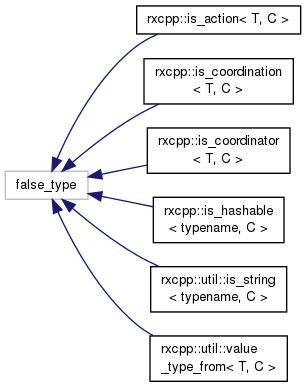 rxcpp::is_action< T, C >
rxcpp::is_coordination
< T, C >
rxcpp::is_coordinator
< T, C >
false_type
rxcpp::is_hashable
< typename, C >
rxcpp::util::is_string
< typename, C >
rxcpp::util::value
_type_from< T, C >